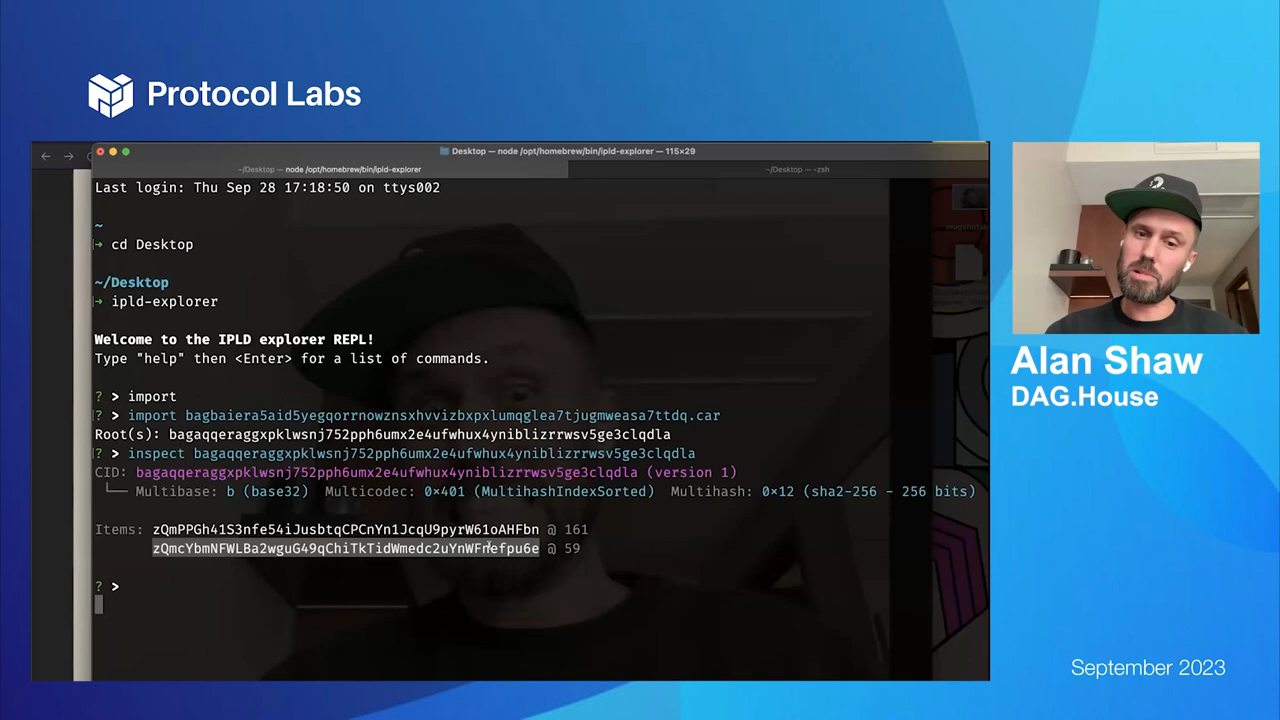 Protocol Labs
Desktop — node /opt/homebrew/bin/ipld-explorer — 115×29
~/Desktop — node /opt/homebrew/bin/ipld-explorer
~/Desktop — -zsh
Last login: Thu Sep 28 17:18:50 on ttys002
~
➜ cd Desktop
~/Desktop
➜ ipld-explorer
Welcome to the IPLD explorer REPL!
Type "help" then <Enter> for a list of commands.
? > import
? > import bagbaiera5aid5yegqorrnowznsxhvvizbxpxlumqglea7tjugmweasa7ttdq.car
Root(s): bagaqqeraggxpklwsnj752pph6umx2e4ufwhux4yniblizrrwsv5ge3clqdla
? > inspect bagaqqeraggxpklwsnj752pph6umx2e4ufwhux4yniblizrrwsv5ge3clqdla
CID: bagaqqeraggxpklwsnj752pph6umx2e4ufwhux4yniblizrrwsv5ge3clqdla (version 1)
└── Multibase: b (base32) Multicodec: 0×401 (MultihashIndexSorted) Multihash: 0×12 (sha2-256 - 256 bits)
Items: zQmPPGh41S3nfe54iJusbtqCPCnYn1JcqU9pyrW61oAHFbn @ 161
zQmcYbmNFWLBa2wguG49qChiTkTidWmedc2uYnWFnefpu6e @ 59
? >
Alan Shaw
DAG.House
September 2023